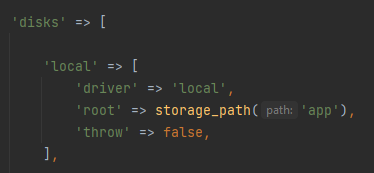 'disks' => [
'local' => [
'driver' => 'local',
'root' => storage_path( path: 'app'),
'throw' => false,
],